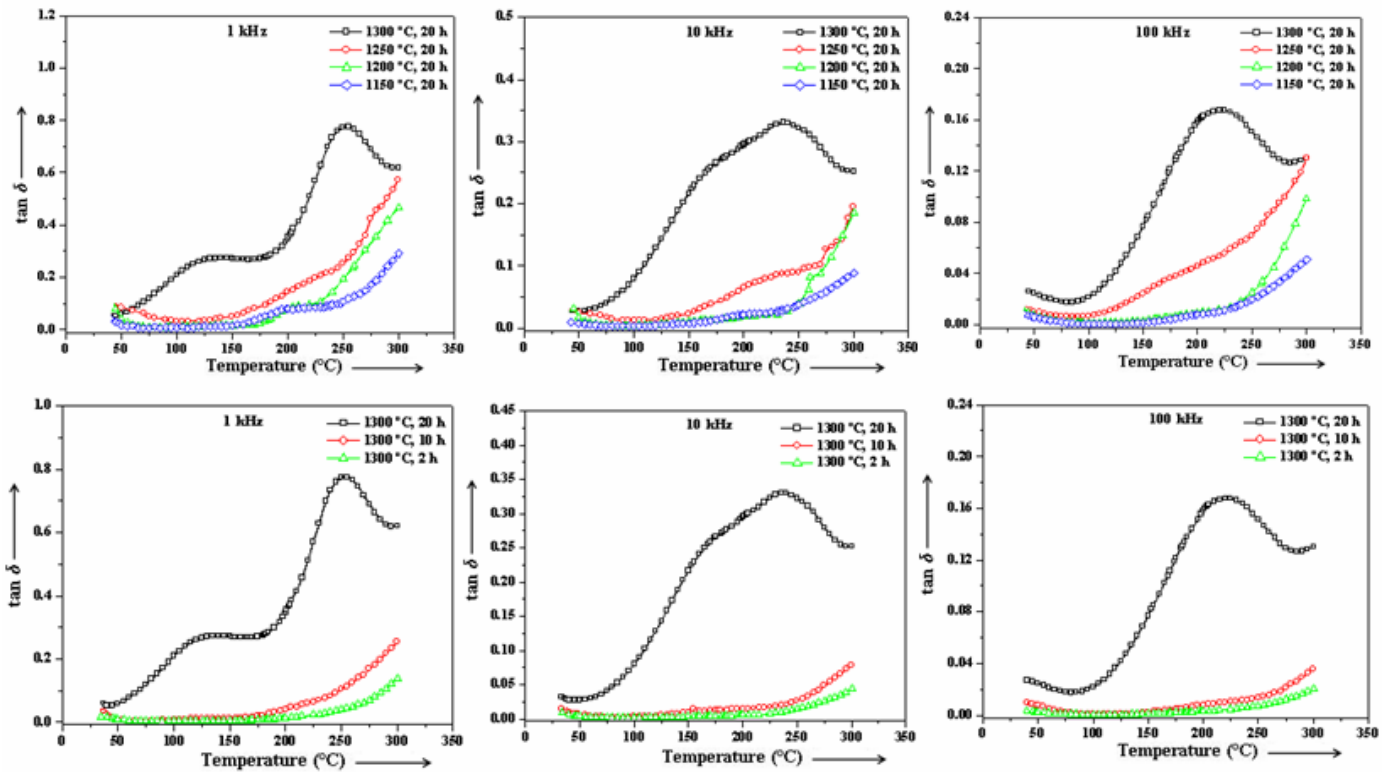 1 kHz
1300 °C, 20 h
1250 °C, 20 h
1200 °C, 20 h
1150 °C, 20 h
1.2
1.0
0.8
0.6
0.4
0.2
0.0
tan δ
0 50 100 150 200 250 300 350
Temperature (°C)
10 kHz
1300 °C, 20 h
1250 °C, 20 h
1200 °C, 20 h
1150 °C, 20 h
0.5
0.4
0.3
0.2
0.1
0.0
tan δ
0 50 100 150 200 250 300 350
Temperature (°C)
100 kHz
1300 °C, 20 h
1250 °C, 20 h
1200 °C, 20 h
1150 °C, 20 h
0.24
0.20
0.16
0.12
0.08
0.04
0.00
tan δ
0 50 100 150 200 250 300 350
Temperature (°C)
1 kHz
1300 °C, 20 h
1300 °C, 10 h
1300 °C, 2 h
1.0
0.8
0.6
0.4
0.2
0.0
tan δ
0 50 100 150 200 250 300 350
Temperature (°C)
10 kHz
1300 °C, 20 h
1300 °C, 10 h
1300 °C, 2 h
0.45
0.40
0.35
0.30
0.25
0.20
0.15
0.10
0.05
0.00
tan δ
0 50 100 150 200 250 300 350
Temperature (°C)
100 kHz
1300 °C, 20 h
1300 °C, 10 h
1300 °C, 2 h
0.24
0.20
0.16
0.12
0.08
0.04
0.00
tan δ
0 50 100 150 200 250 300 350
Temperature (°C)